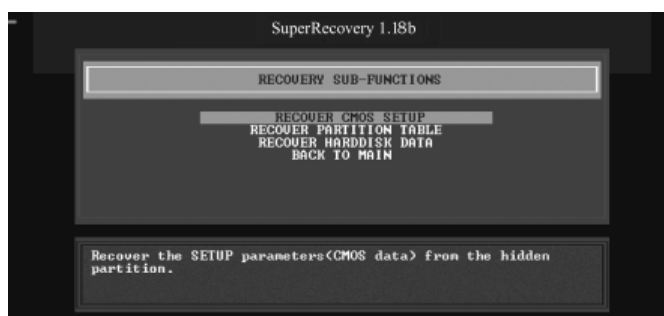 SuperRecovery 1.18b
RECOVERY SUB-FUNCTIONS
RECOVER CMOS SETUP
RECOVER PARTITION TABLE
RECOVER HARDDISK DATA
BACK TO MAIN
Recover the SETUP parameters(CMOS data) from the hidden
partition.